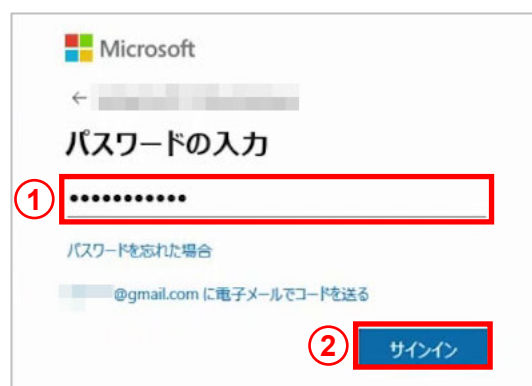 Microsoft
←
パスワードの入力
① •••••••••••
パスワードを忘れた場合
@gmail.com に電子メールでコードを送る
② サインイン